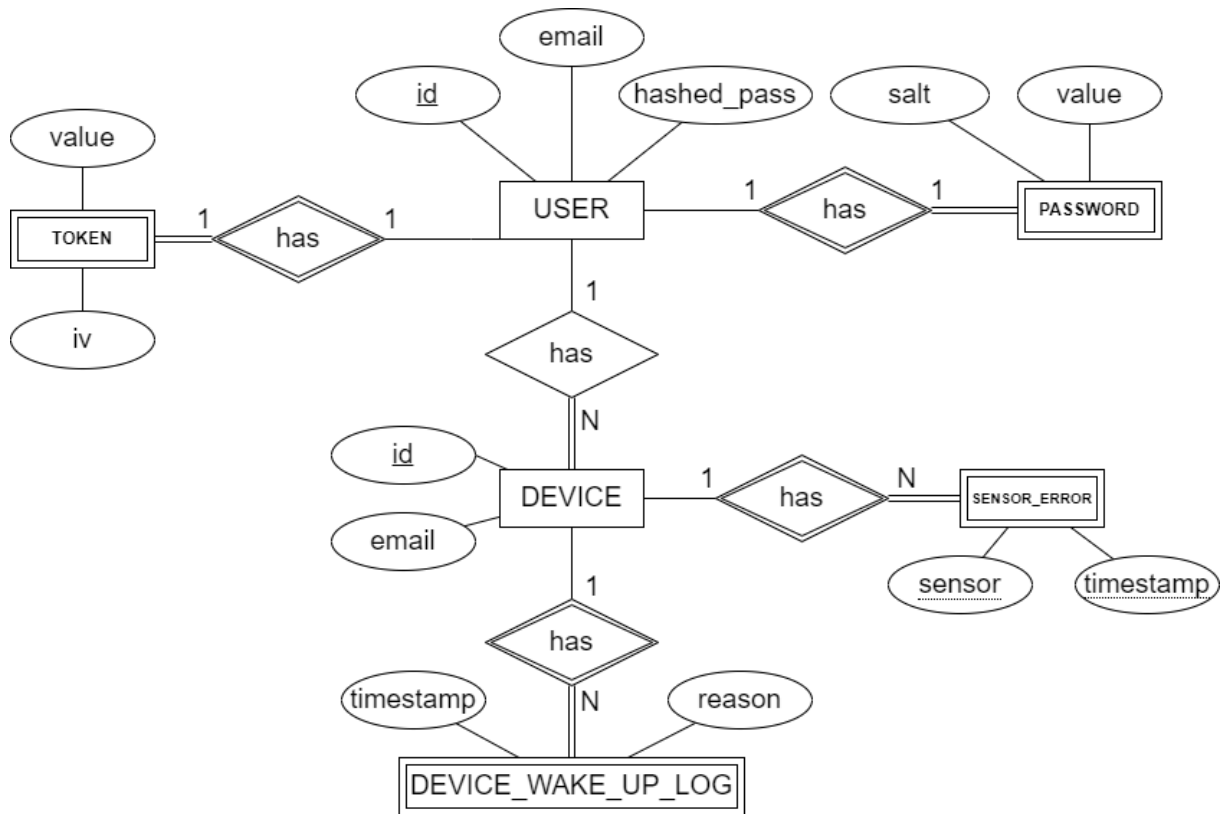 email
id
hashed_pass
salt
value
value
USER
PASSWORD
1
has
1
1
has
1
TOKEN
iv
1
has
N
id
DEVICE
email
1
has
N
SENSOR_ERROR
sensor
timestamp
1
has
N
timestamp
reason
DEVICE_WAKE_UP_LOG